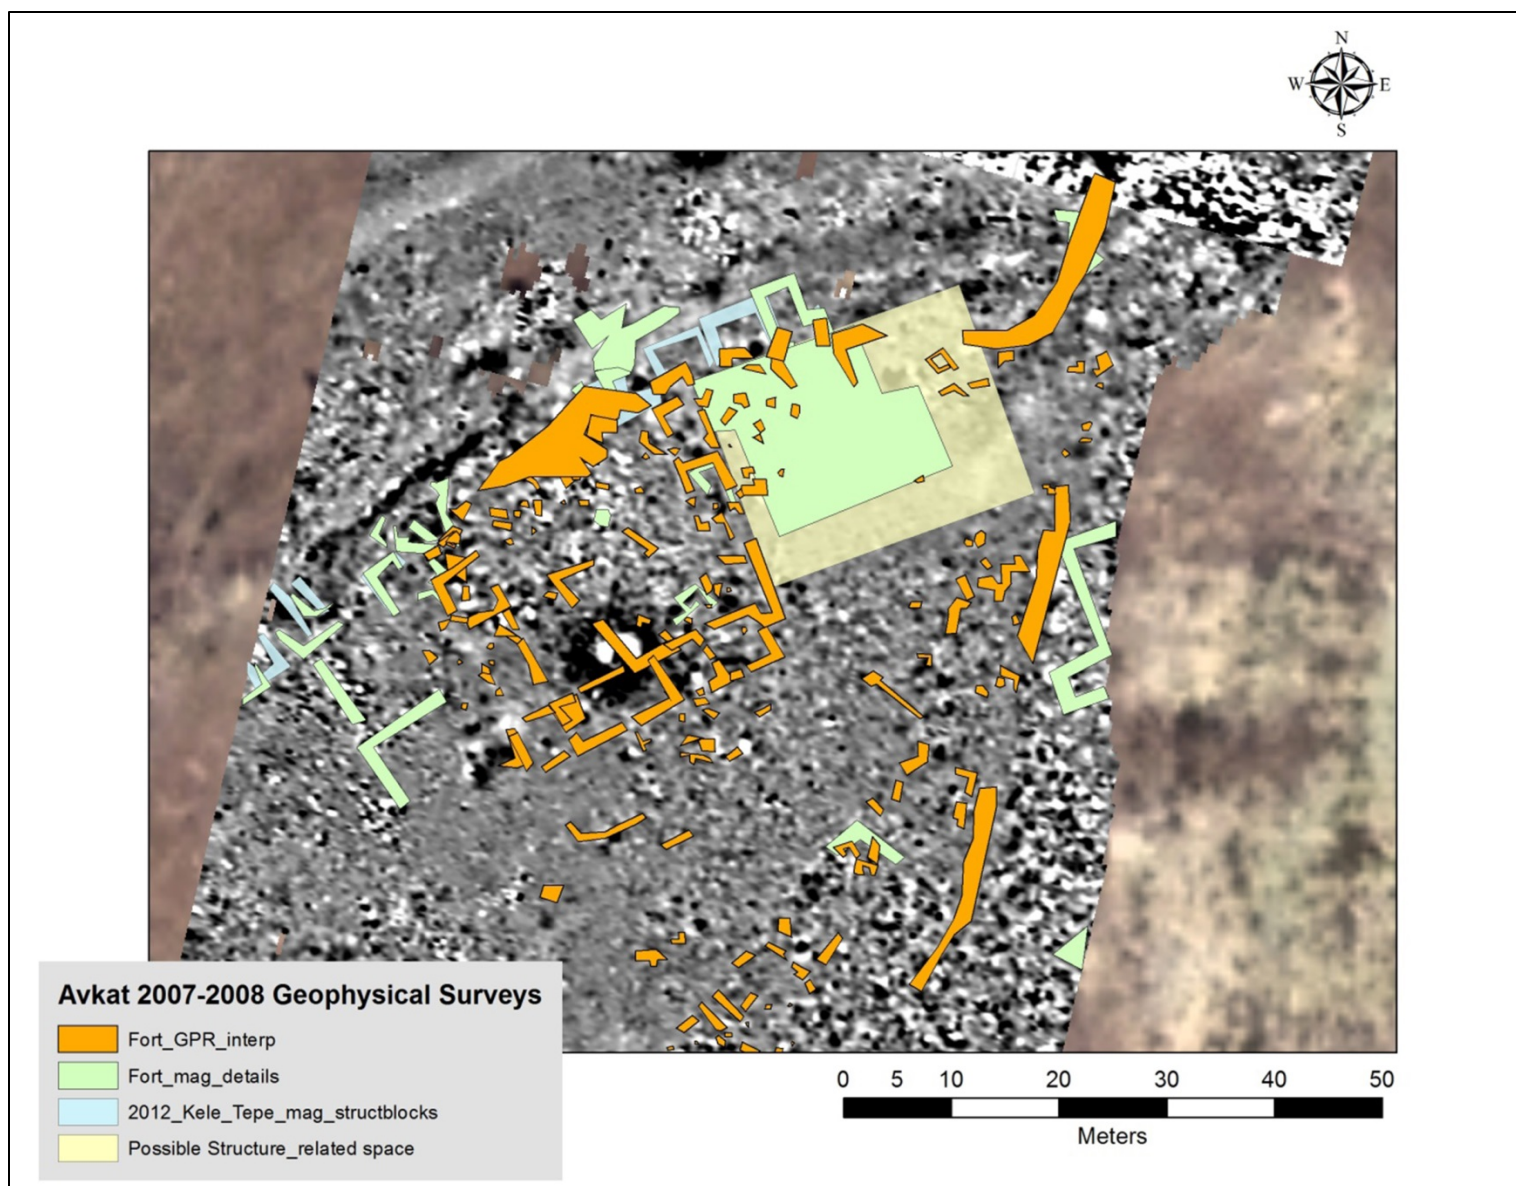 N
W E
S
Avkat 2007-2008 Geophysical Surveys
Fort_GPR_interp
Fort_mag_details
2012_Kele_Tepe_mag_structblocks
Possible Structure_related space
0 5 10 20 30 40 50
Meters